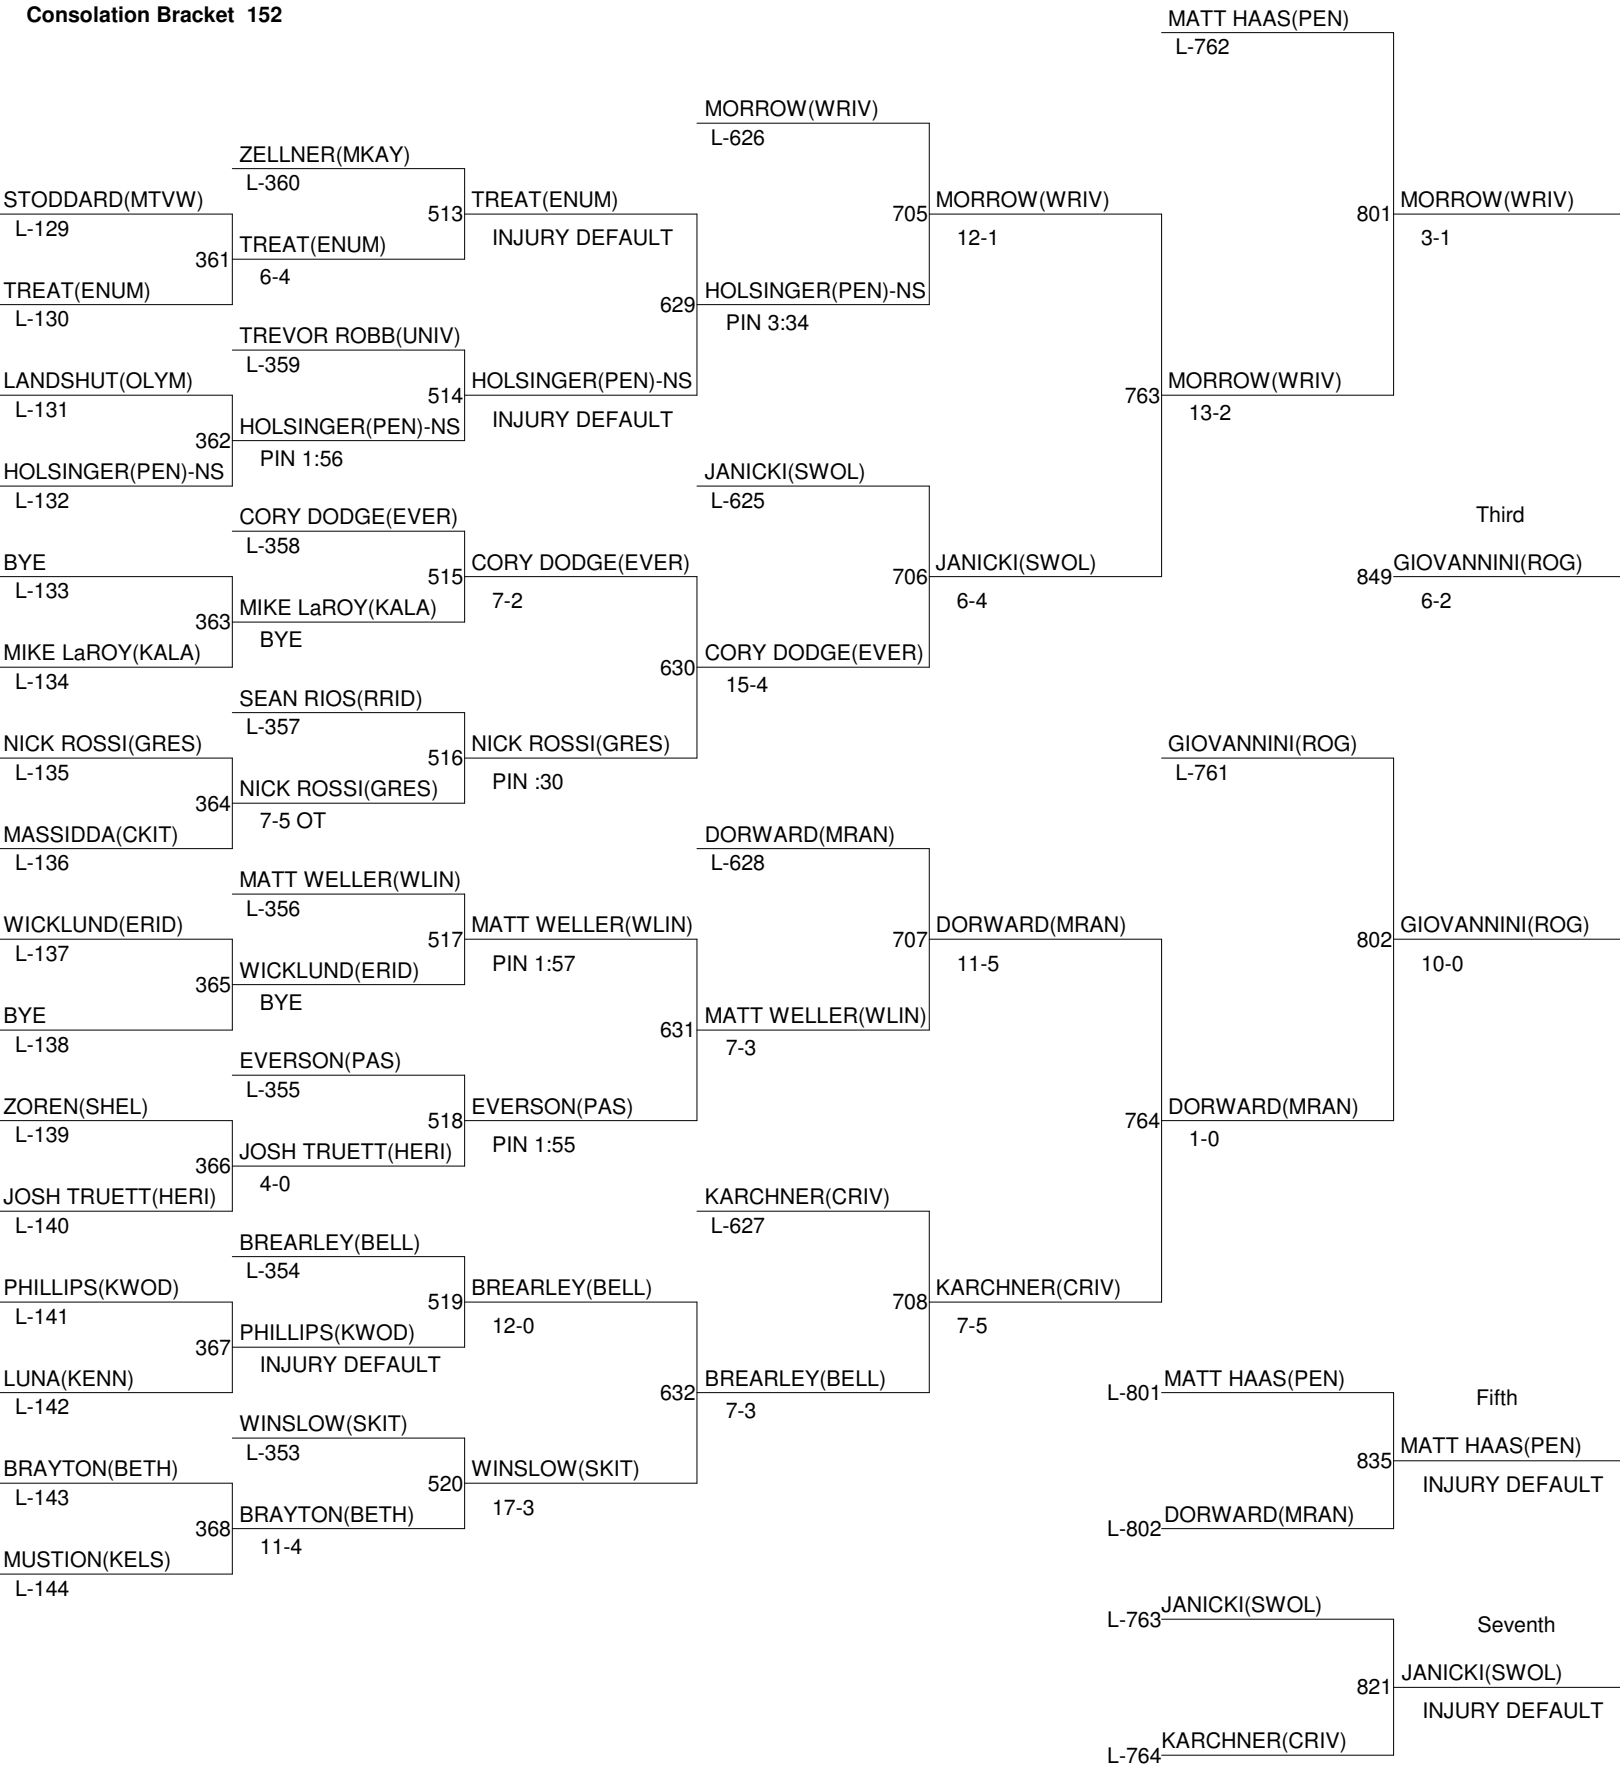 Consolation Bracket 152
MATT HAAS(PEN)
L-762
MORROW(WRIV)
L-626
ZELLNER(MKAY)
L-360
STODDARD(MTVW)
L-129
513
TREAT(ENUM)
INJURY DEFAULT
705
MORROW(WRIV)
12-1
801
MORROW(WRIV)
3-1
361
TREAT(ENUM)
6-4
TREAT(ENUM)
L-130
629
HOLSINGER(PEN)-NS
PIN 3:34
TREVOR ROBB(UNIV)
L-359
LANDSHUT(OLYM)
L-131
514
HOLSINGER(PEN)-NS
INJURY DEFAULT
763
MORROW(WRIV)
13-2
362
HOLSINGER(PEN)-NS
PIN 1:56
HOLSINGER(PEN)-NS
L-132
JANICKI(SWOL)
L-625
CORY DODGE(EVER)
L-358
Third
BYE
L-133
515
CORY DODGE(EVER)
7-2
706
JANICKI(SWOL)
6-4
849
GIOVANNINI(ROG)
6-2
363
MIKE LaROY(KALA)
BYE
MIKE LaROY(KALA)
L-134
630
CORY DODGE(EVER)
15-4
SEAN RIOS(RRID)
L-357
NICK ROSSI(GRES)
L-135
516
NICK ROSSI(GRES)
PIN :30
GIOVANNINI(ROG)
L-761
364
NICK ROSSI(GRES)
7-5 OT
MASSIDDA(CKIT)
L-136
DORWARD(MRAN)
L-628
MATT WELLER(WLIN)
L-356
WICKLUND(ERID)
L-137
517
MATT WELLER(WLIN)
PIN 1:57
707
DORWARD(MRAN)
11-5
802
GIOVANNINI(ROG)
10-0
365
WICKLUND(ERID)
BYE
BYE
L-138
631
MATT WELLER(WLIN)
7-3
EVERSON(PAS)
L-355
ZOREN(SHEL)
L-139
518
EVERSON(PAS)
PIN 1:55
764
DORWARD(MRAN)
1-0
366
JOSH TRUETT(HERI)
4-0
JOSH TRUETT(HERI)
L-140
KARCHNER(CRIV)
L-627
BREARLEY(BELL)
L-354
PHILLIPS(KWOD)
L-141
519
BREARLEY(BELL)
12-0
708
KARCHNER(CRIV)
7-5
367
PHILLIPS(KWOD)
INJURY DEFAULT
LUNA(KENN)
L-142
632
BREARLEY(BELL)
7-3
L-801
MATT HAAS(PEN)
Fifth
WINSLOW(SKIT)
L-353
835
MATT HAAS(PEN)
INJURY DEFAULT
BRAYTON(BETH)
L-143
520
WINSLOW(SKIT)
17-3
368
BRAYTON(BETH)
11-4
L-802
DORWARD(MRAN)
MUSTION(KELS)
L-144
L-763
JANICKI(SWOL)
Seventh
821
JANICKI(SWOL)
INJURY DEFAULT
L-764
KARCHNER(CRIV)